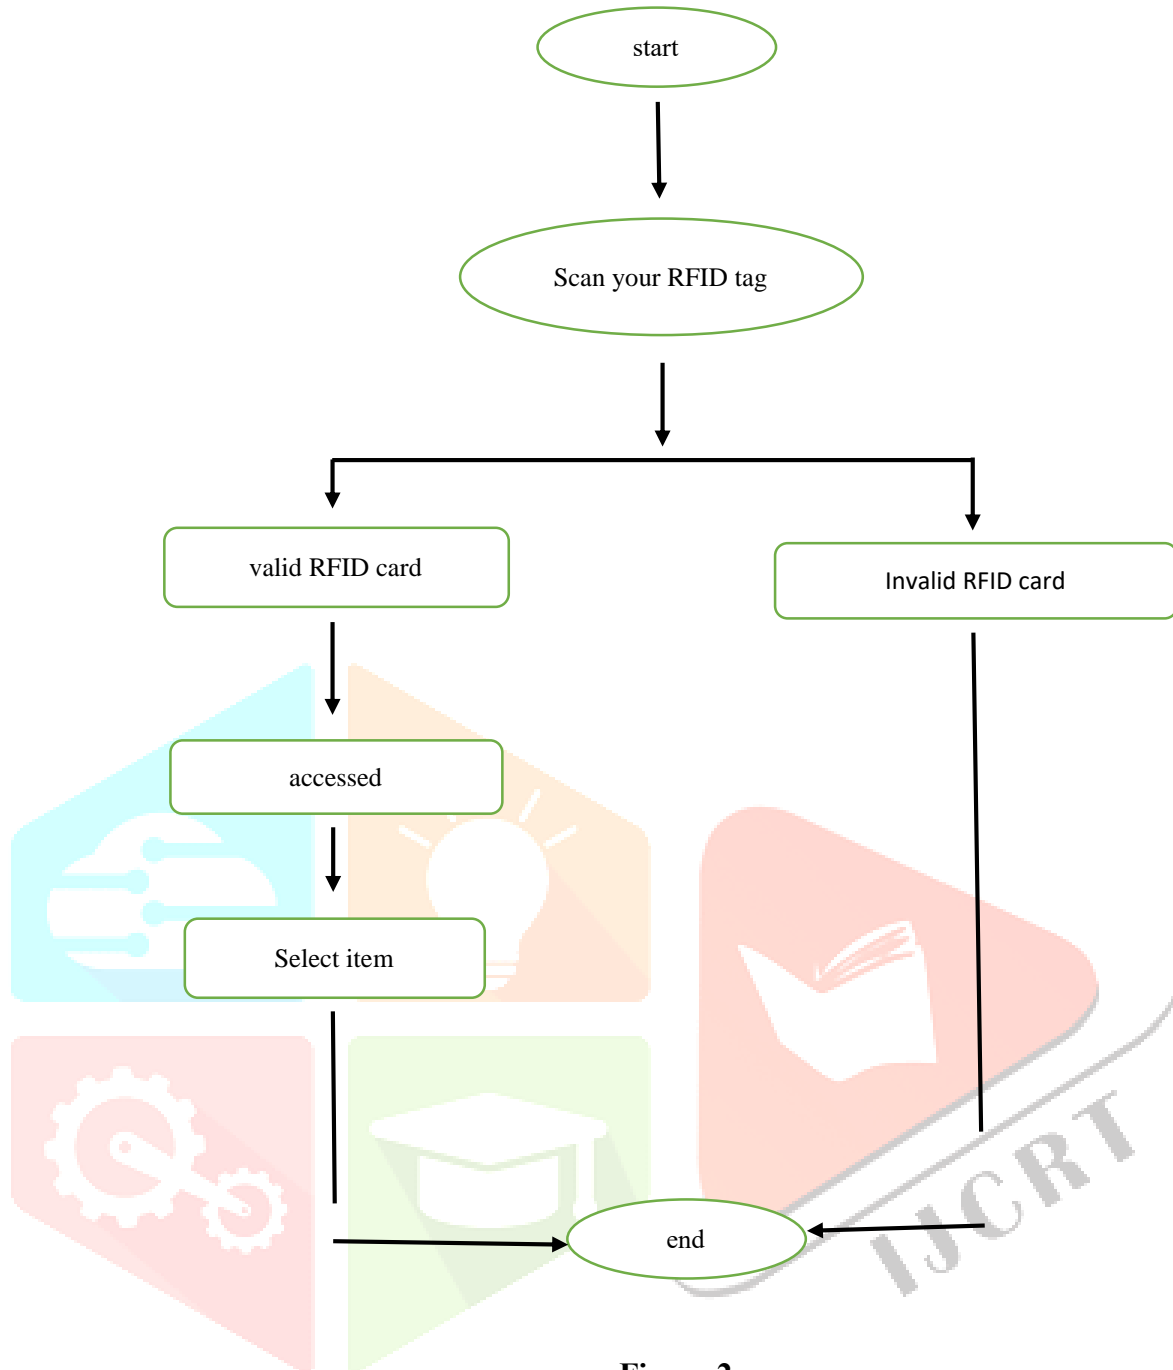 start
Scan your RFID tag
valid RFID card
Invalid RFID card
accessed
Select item
end
IJCRT